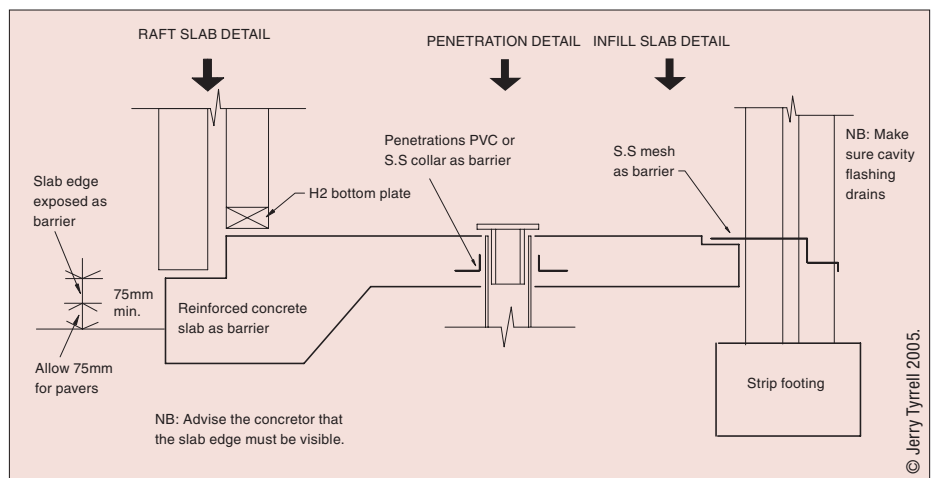 RAFT SLAB DETAIL
PENETRATION DETAIL
INFILL SLAB DETAIL
Penetrations PVC or
S.S collar as barrier
S.S mesh
as barrier
NB: Make
sure cavity
flashing
drains
Slab edge
exposed as
barrier
H2 bottom plate
75mm
min.
Reinforced concrete
slab as barrier
Allow 75mm
for pavers
Strip footing
NB: Advise the concretor that
the slab edge must be visible.
© Jerry Tyrrell 2005.